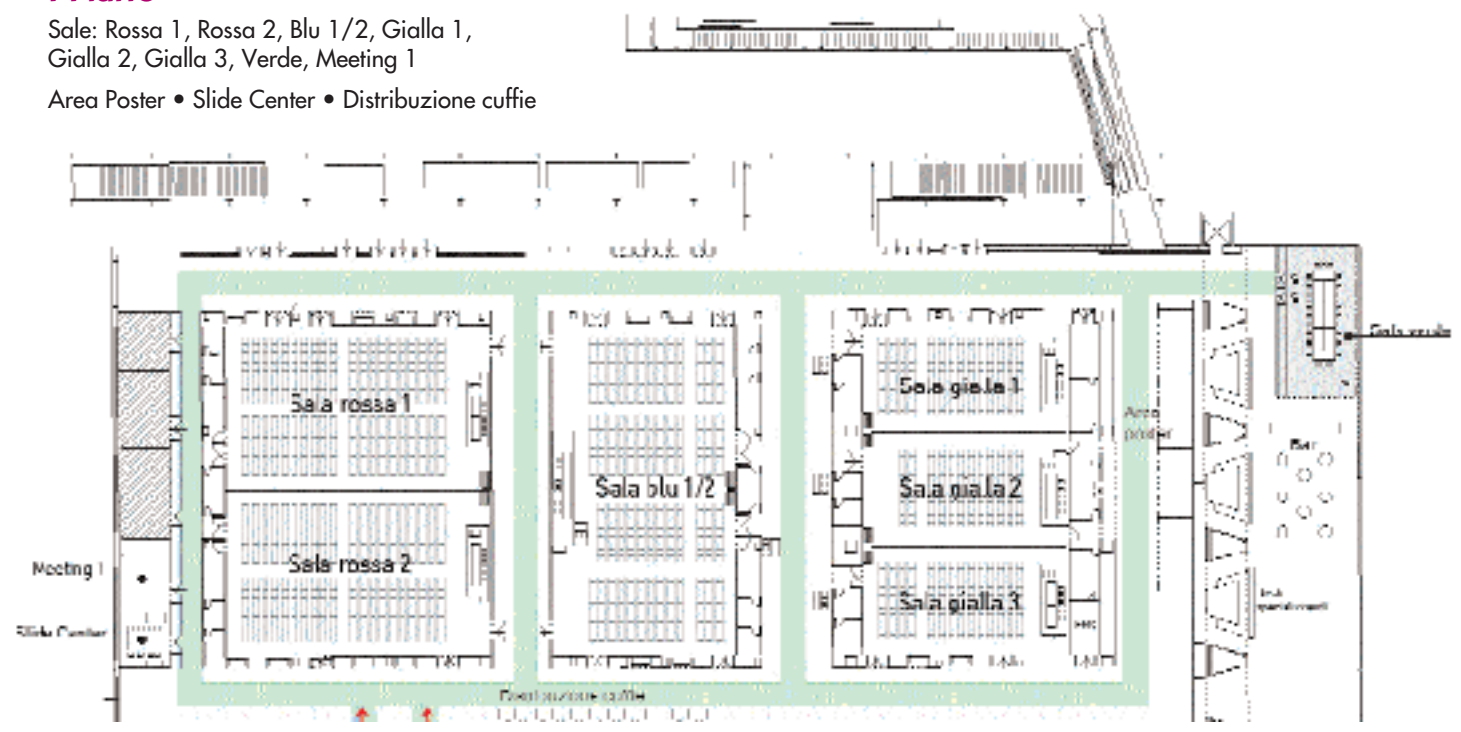 Sale: Rossa 1, Rossa 2, Blu 1/2, Gialla 1,
Gialla 2, Gialla 3, Verde, Meeting 1
Area Poster • Slide Center • Distribuzione cuffie
Sala verde
Sala rossa 1
Sala gialla 1
Area
poster
Bar
Sala blu 1/2
Sala gialla 2
Sala rossa 2
Meeting 1
Sala gialla 3
Slide Center
Distribuzione cuffie